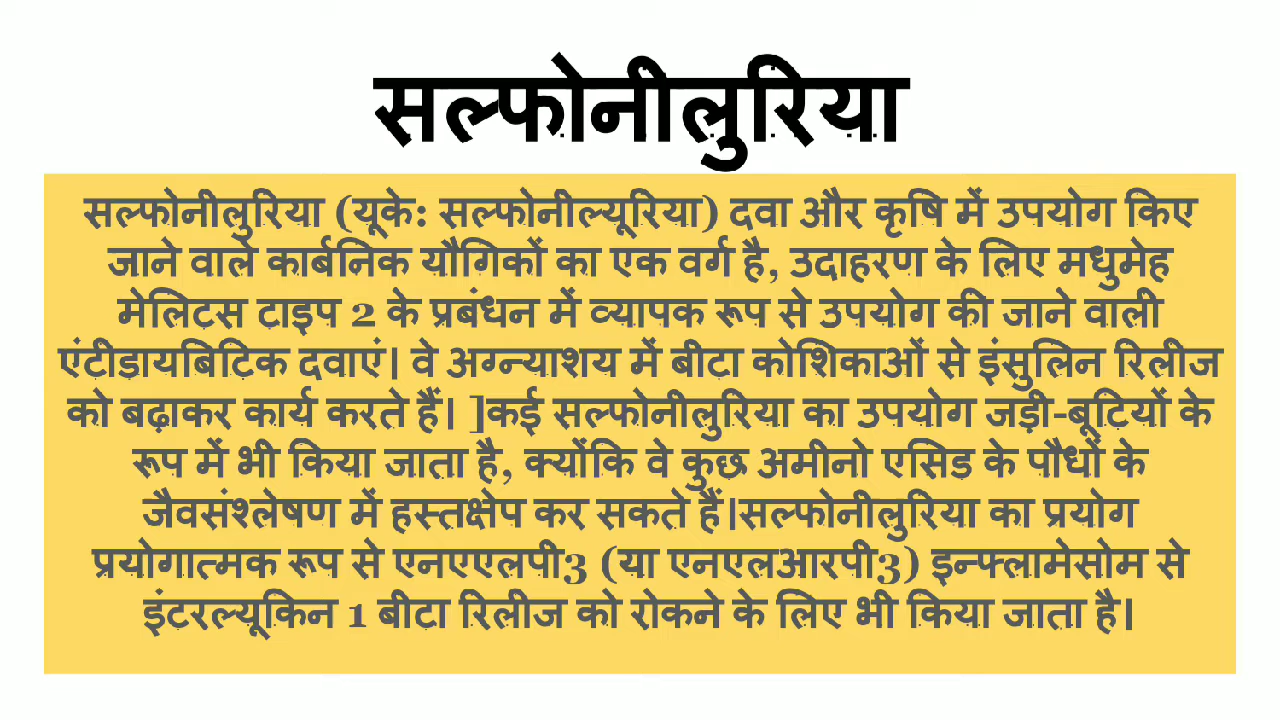 सल्फोनीलुरिया
सल्फोनीलुरिया (यूके: सल्फोनील्यूरिया) दवा और कृषि में उपयोग किए
जाने वाले कार्बनिक यौगिकों का एक वर्ग है, उदाहरण के लिए मधुमेह
मेलिटस टाइप 2 के प्रबंधन में व्यापक रूप से उपयोग की जाने वाली
एंटीडायबिटिक दवाएं। वे अग्न्याशय में बीटा कोशिकाओं से इंसुलिन रिलीज
को बढ़ाकर कार्य करते हैं। ]कई सल्फोनीलुरिया का उपयोग जड़ी-बूटियों के
रूप में भी किया जाता है, क्योंकि वे कुछ अमीनो एसिड के पौधों के
जैवसंश्लेषण में हस्तक्षेप कर सकते हैं।सल्फोनीलुरिया का प्रयोग
प्रयोगात्मक रूप से एनएएलपी3 (या एनएलआरपी3) इन्फ्लामेसोम से
इंटरल्यूकिन 1 बीटा रिलीज को रोकने के लिए भी किया जाता है।